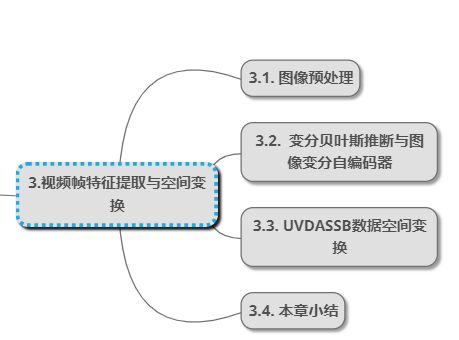 3.1. 图像预处理
3.2. 变分贝叶斯推断与图
像变分自编码器
3.视频帧特征提取与空间变
换
3.3. UVDASSB数据空间变
换
3.4. 本章小结